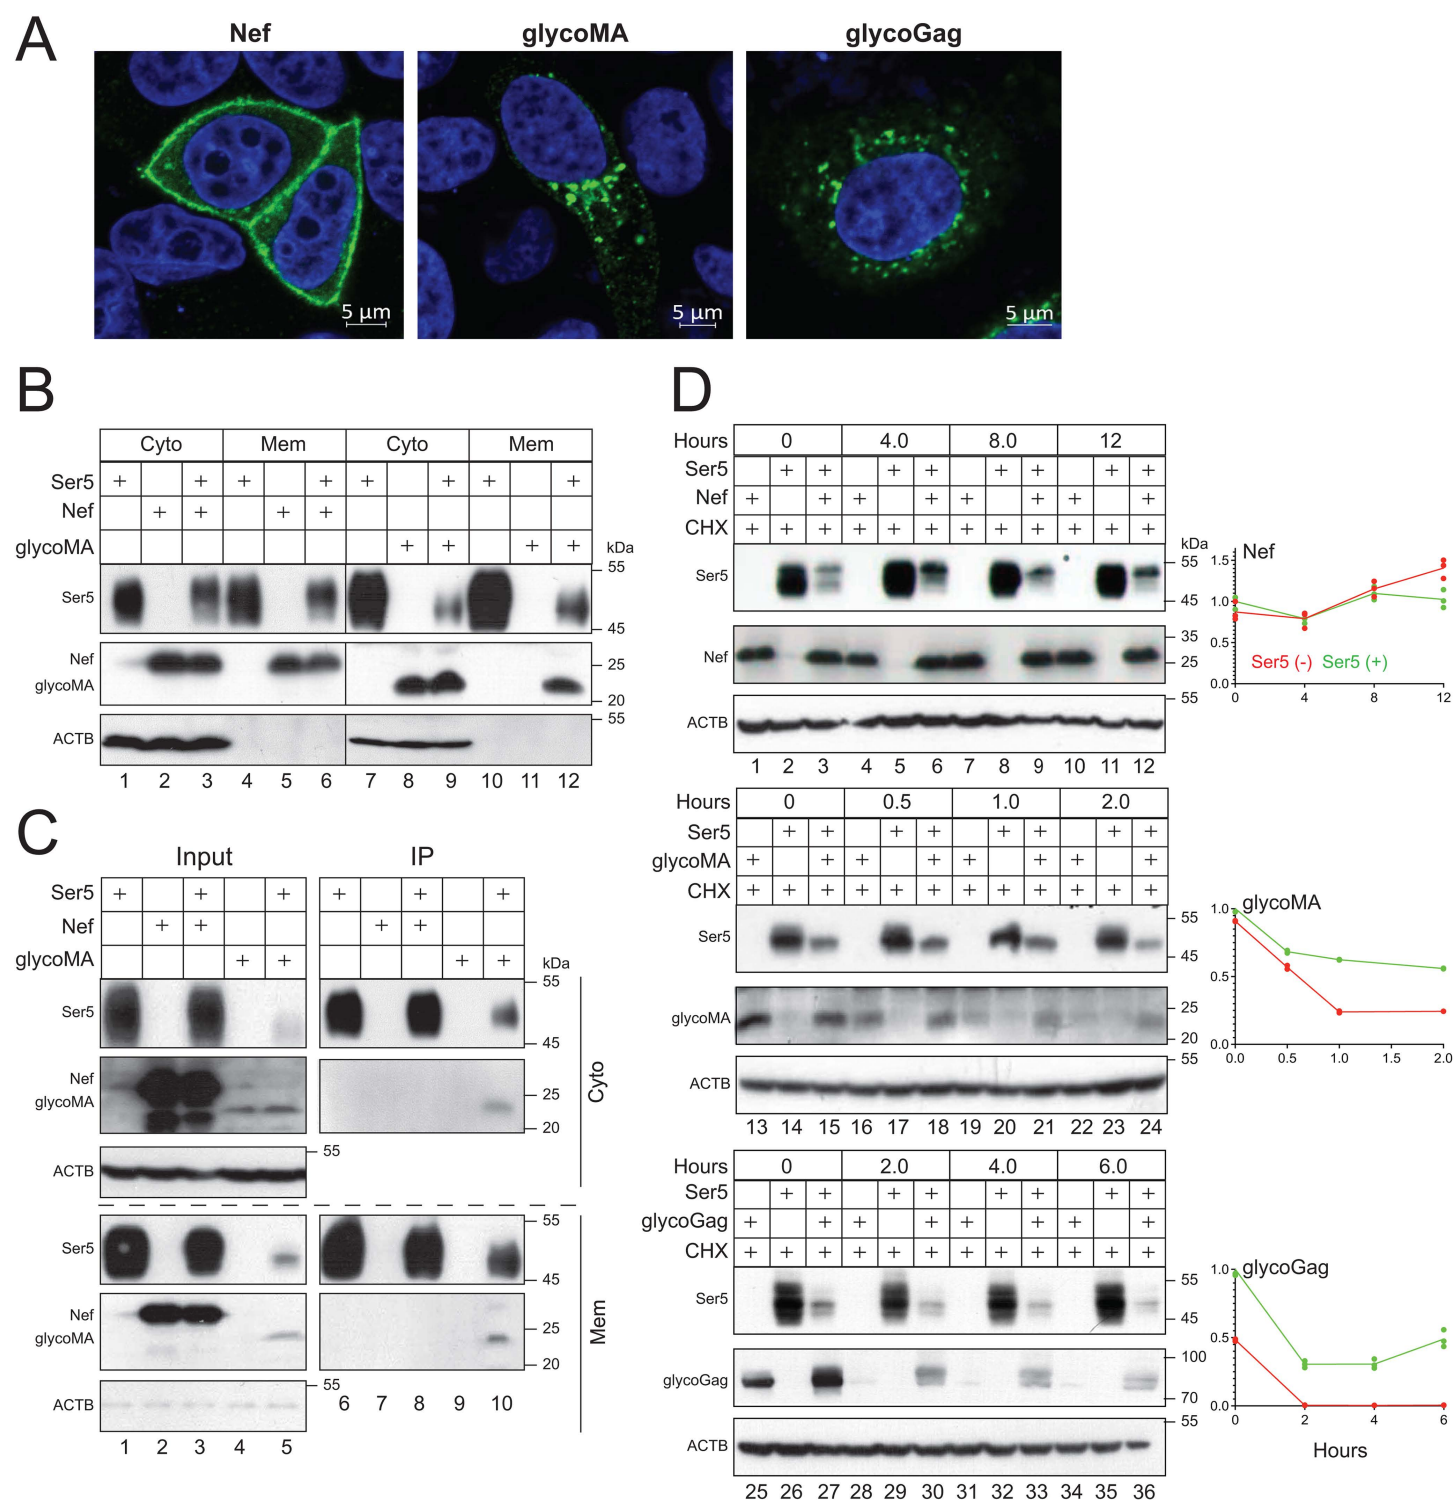 A
Nef
glycoMA
glycoGag
5 µm
5 µm
5 µm
B
Cyto
Mem
Cyto
Mem
Ser5 + + + + + + + +
Nef + + + +
glycoMA + + + +
kDa
Ser5
55
45
Nef
glycoMA
25
20
ACTB
55
1 2 3 4 5 6 7 8 9 10 11 12
C
Input
IP
Ser5 + + + + + +
Nef + + + +
glycoMA + + + +
kDa
Ser5
55
45
Nef
glycoMA
25
20
ACTB
55
Cyto
Ser5
55
45
Nef
glycoMA
25
20
ACTB
55
Mem
6 7 8 9 10
1 2 3 4 5
D
Hours 0 4.0 8.0 12
Ser5 + + + + + + + +
Nef + + + + + + + +
CHX + + + + + + + + + + + +
kDa
Ser5
55
45
Nef
35
25
ACTB
55
1 2 3 4 5 6 7 8 9 10 11 12
Nef
1.5
1.0
0.5
0.0
Ser5 (-) Ser5 (+)
0 4 8 12
Hours 0 0.5 1.0 2.0
Ser5 + + + + + + + +
glycoMA + + + + + + + +
CHX + + + + + + + + + + + +
Ser5
55
45
glycoMA
25
20
ACTB
55
13 14 15 16 17 18 19 20 21 22 23 24
glycoMA
1.0
0.5
0.0
0.0 0.5 1.0 1.5 2.0
Hours 0 2.0 4.0 6.0
Ser5 + + + + + + + +
glycoGag + + + + + + + +
CHX + + + + + + + + + + + +
Ser5
55
45
glycoGag
100
70
ACTB
55
25 26 27 28 29 30 31 32 33 34 35 36
glycoGag
1.0
0.5
0.0
0 2 4 6
Hours